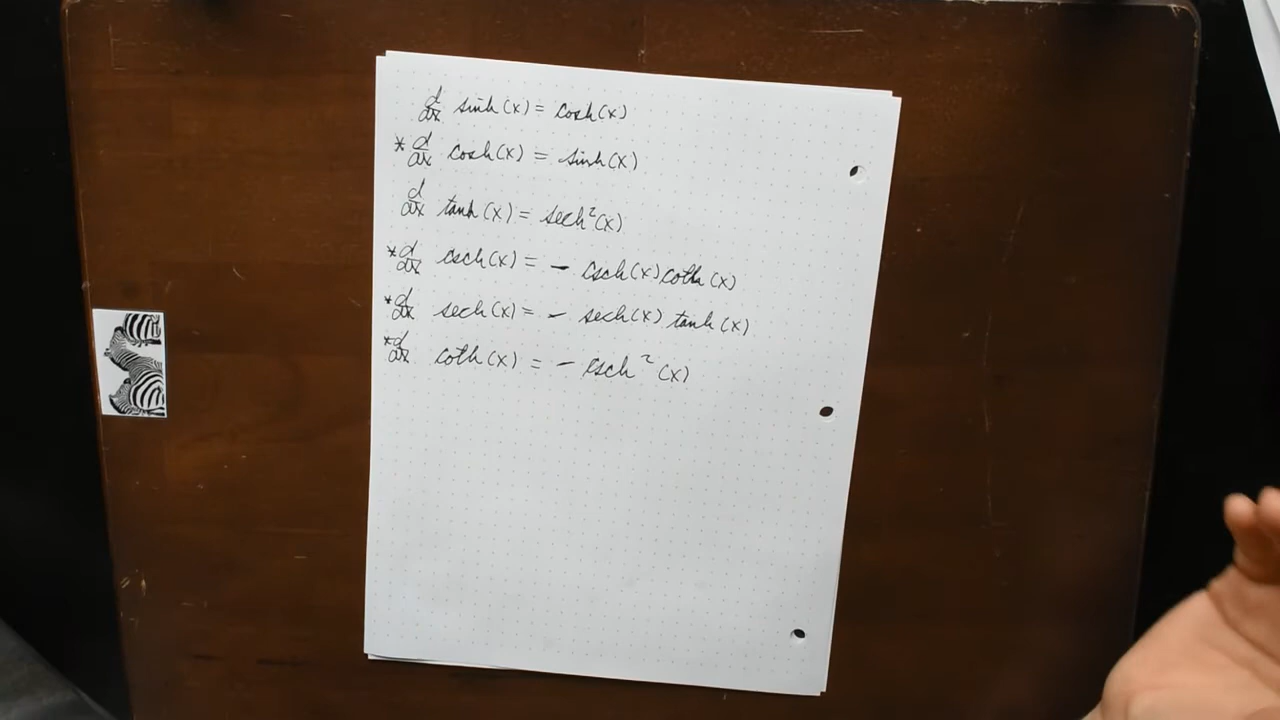 d/dx sinh(x) = cosh(x)
* d/dx cosh(x) = sinh(x)
d/dx tanh(x) = sech²(x)
* d/dx csch(x) = - csch(x)coth(x)
* d/dx sech(x) = - sech(x) tanh(x)
* d/dx coth(x) = - csch²(x)